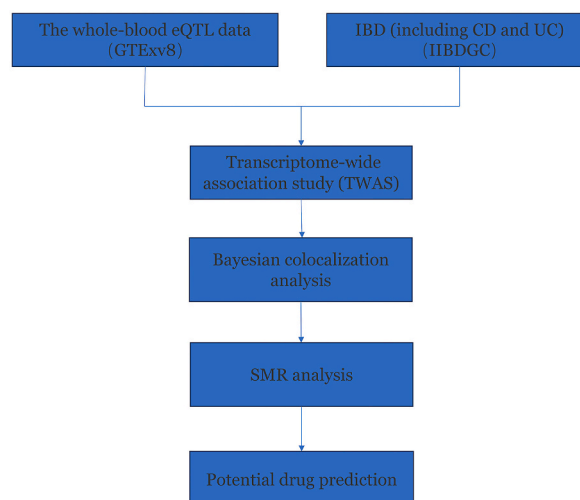 The whole-blood eQTL data
(GTExv8)
IBD (including CD and UC)
(IIBDGC)
Transcriptome-wide
association study (TWAS)
Bayesian colocalization
analysis
SMR analysis
Potential drug prediction